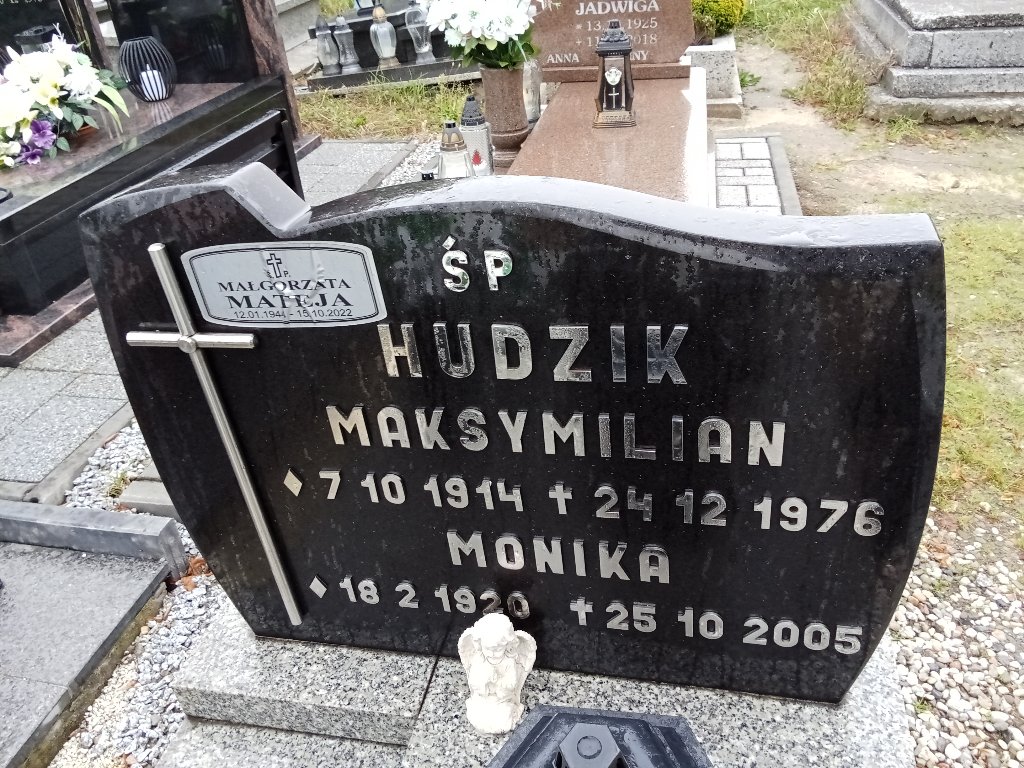 JADWIGA
1925
2018
ANNA
Ś P.
MAŁGORZATA
MATEJA
12.01.1944 - 15.10.2022
ŚP
HUDZIK
MAKSYMILIAN
7 10 1914 24 12 1976
MONIKA
18 2 1920 25 10 2005